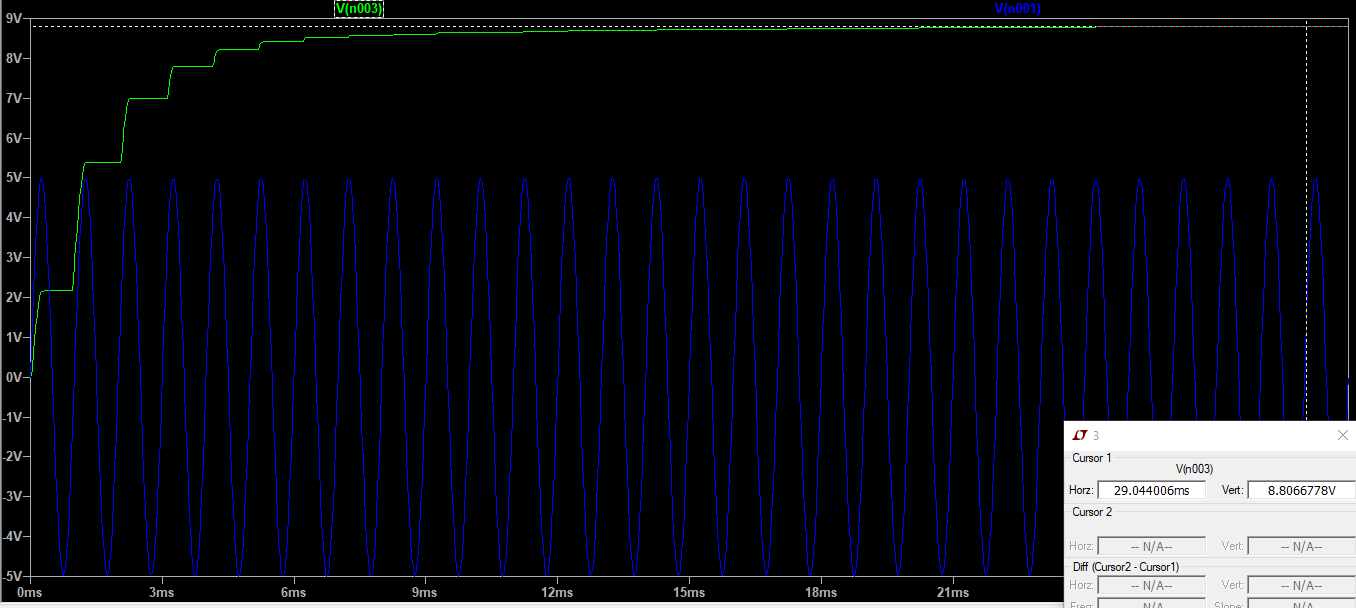 V(n003) V(n001)
9V
8V
7V
6V
5V
4V
3V
2V
1V
0V
-1V
-2V
-3V
-4V
-5V
0ms 3ms 6ms 9ms 12ms 15ms 18ms 21ms
3
Cursor 1
V(n003)
Horz: 29.044006ms Vert: 8.8066778V
Cursor 2
Horz: -- N/A-- Vert: -- N/A--
Diff (Cursor2 - Cursor1)
Horz: -- N/A-- Vert: -- N/A--
Freq: -- N/A-- Slope: -- N/A--